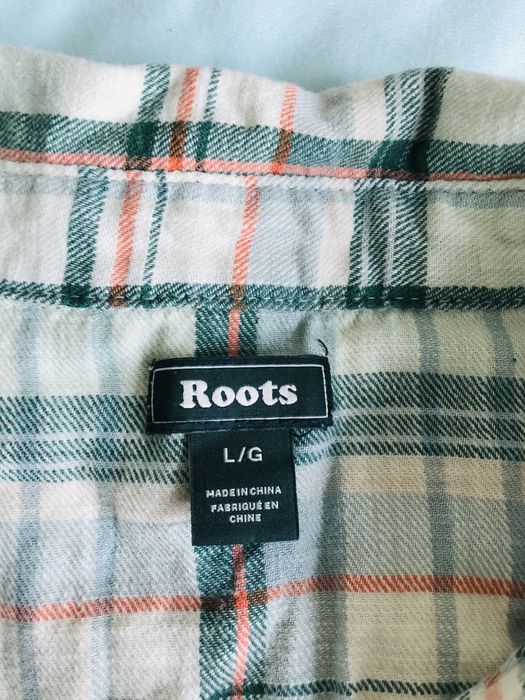 Roots
L/G
MADE IN CHINA
FABRIQUÉ EN
CHINE